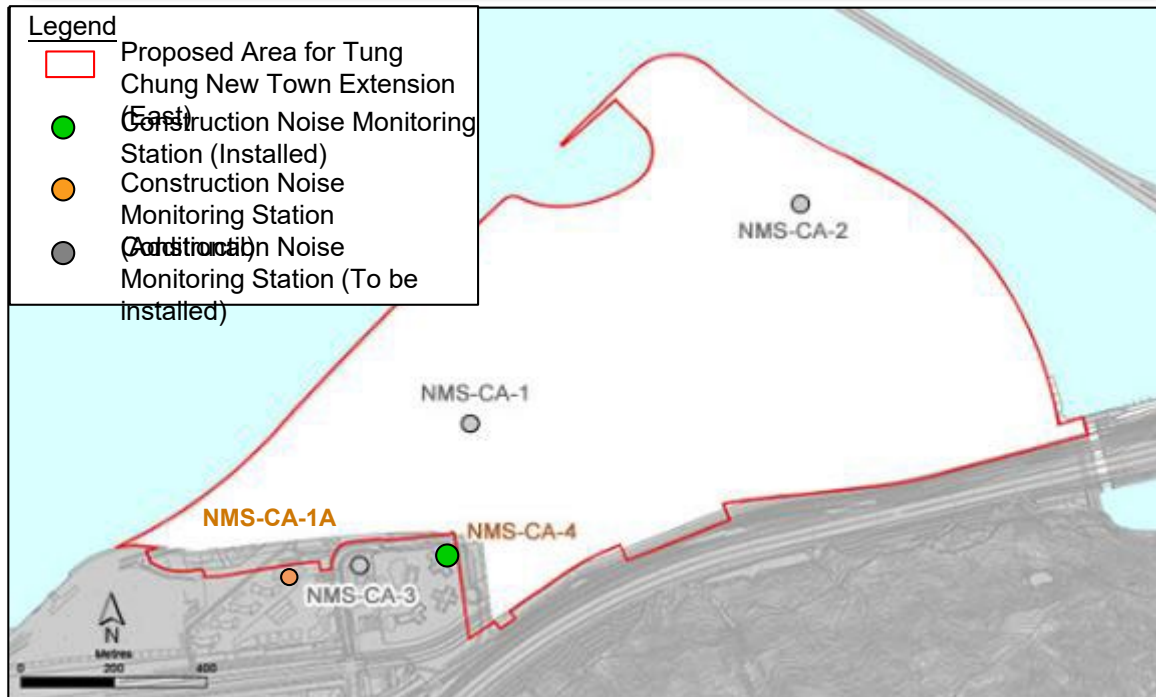 Legend
Proposed Area for Tung
Chung New Town Extension
(East)
Construction Noise Monitoring
Station (Installed)
Construction Noise
Monitoring Station
(Additional)
Construction Noise
Monitoring Station (To be
installed)
NMS-CA-2
NMS-CA-1
NMS-CA-1A
NMS-CA-4
NMS-CA-3
N
Metres
0 200 400